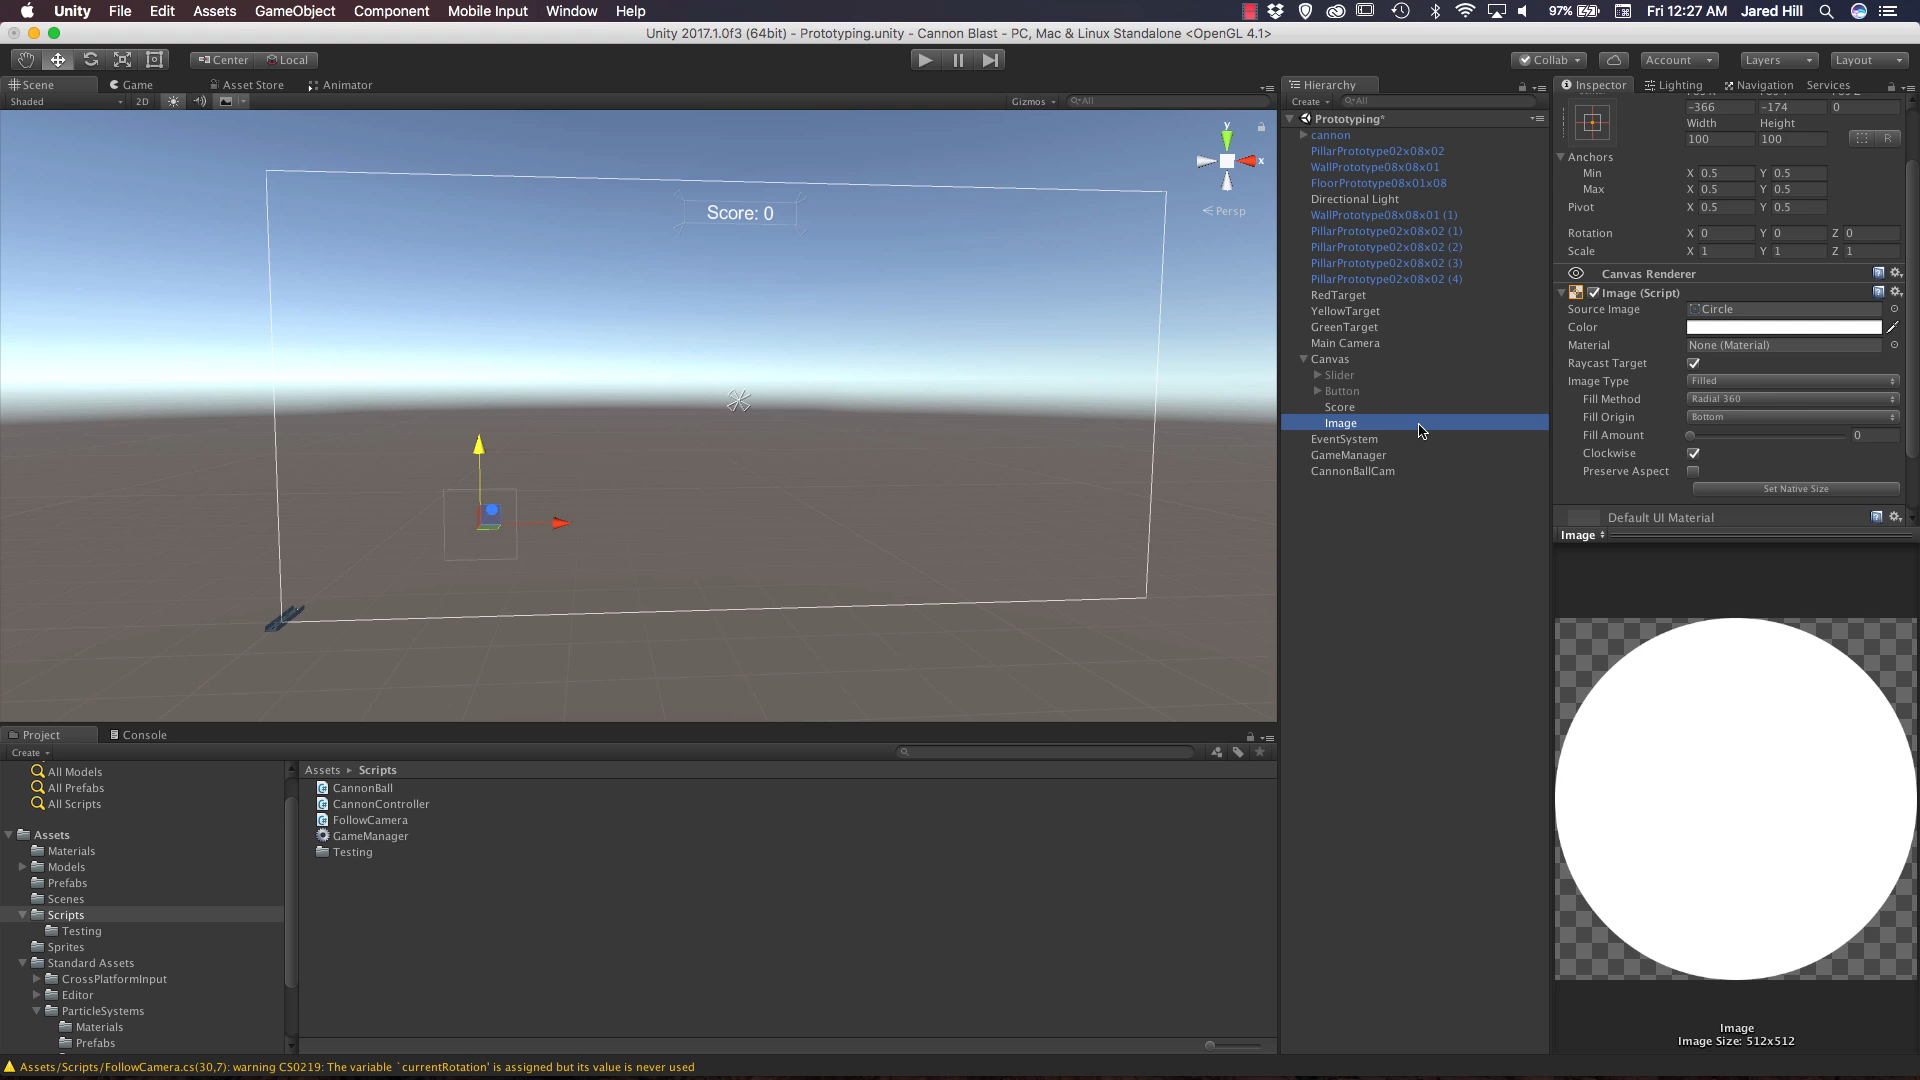 Unity File Edit Assets GameObject Component Mobile Input Window Help 97% Fri 12:27 AM Jared Hill
Unity 2017.1.0f3 (64bit) - Prototyping.unity - Cannon Blast - PC, Mac & Linux Standalone <OpenGL 4.1>
Center Local Collab Account Layers Layout
Scene Game Asset Store Animator
Shaded 2D Gizmos All
y
x
Persp
Score: 0
Hierarchy
Create All
Prototyping*
cannon
PillarPrototype02x08x02
WallPrototype08x08x01
FloorPrototype08x01x08
Directional Light
WallPrototype08x08x01 (1)
PillarPrototype02x08x02 (1)
PillarPrototype02x08x02 (2)
PillarPrototype02x08x02 (3)
PillarPrototype02x08x02 (4)
RedTarget
YellowTarget
GreenTarget
Main Camera
Canvas
Slider
Button
Score
Image
EventSystem
GameManager
CannonBallCam
Inspector Lighting Navigation Services
-366 -174 0
Width Height
100 100 R
Anchors
Min X 0.5 Y 0.5
Max X 0.5 Y 0.5
Pivot X 0.5 Y 0.5
Rotation X 0 Y 0 Z 0
Scale X 1 Y 1 Z 1
Canvas Renderer
Image (Script)
Source Image Circle
Color
Material None (Material)
Raycast Target
Image Type Filled
Fill Method Radial 360
Fill Origin Bottom
Fill Amount 0
Clockwise
Preserve Aspect
Set Native Size
Default UI Material
Image
Image
Image Size: 512x512
Project Console
Create
All Models
All Prefabs
All Scripts
Assets
Materials
Models
Prefabs
Scenes
Scripts
Testing
Sprites
Standard Assets
CrossPlatformInput
Editor
ParticleSystems
Materials
Prefabs
Assets Scripts
CannonBall
CannonController
FollowCamera
GameManager
Testing
Assets/Scripts/FollowCamera.cs(30,7): warning CS0219: The variable `currentRotation' is assigned but its value is never used